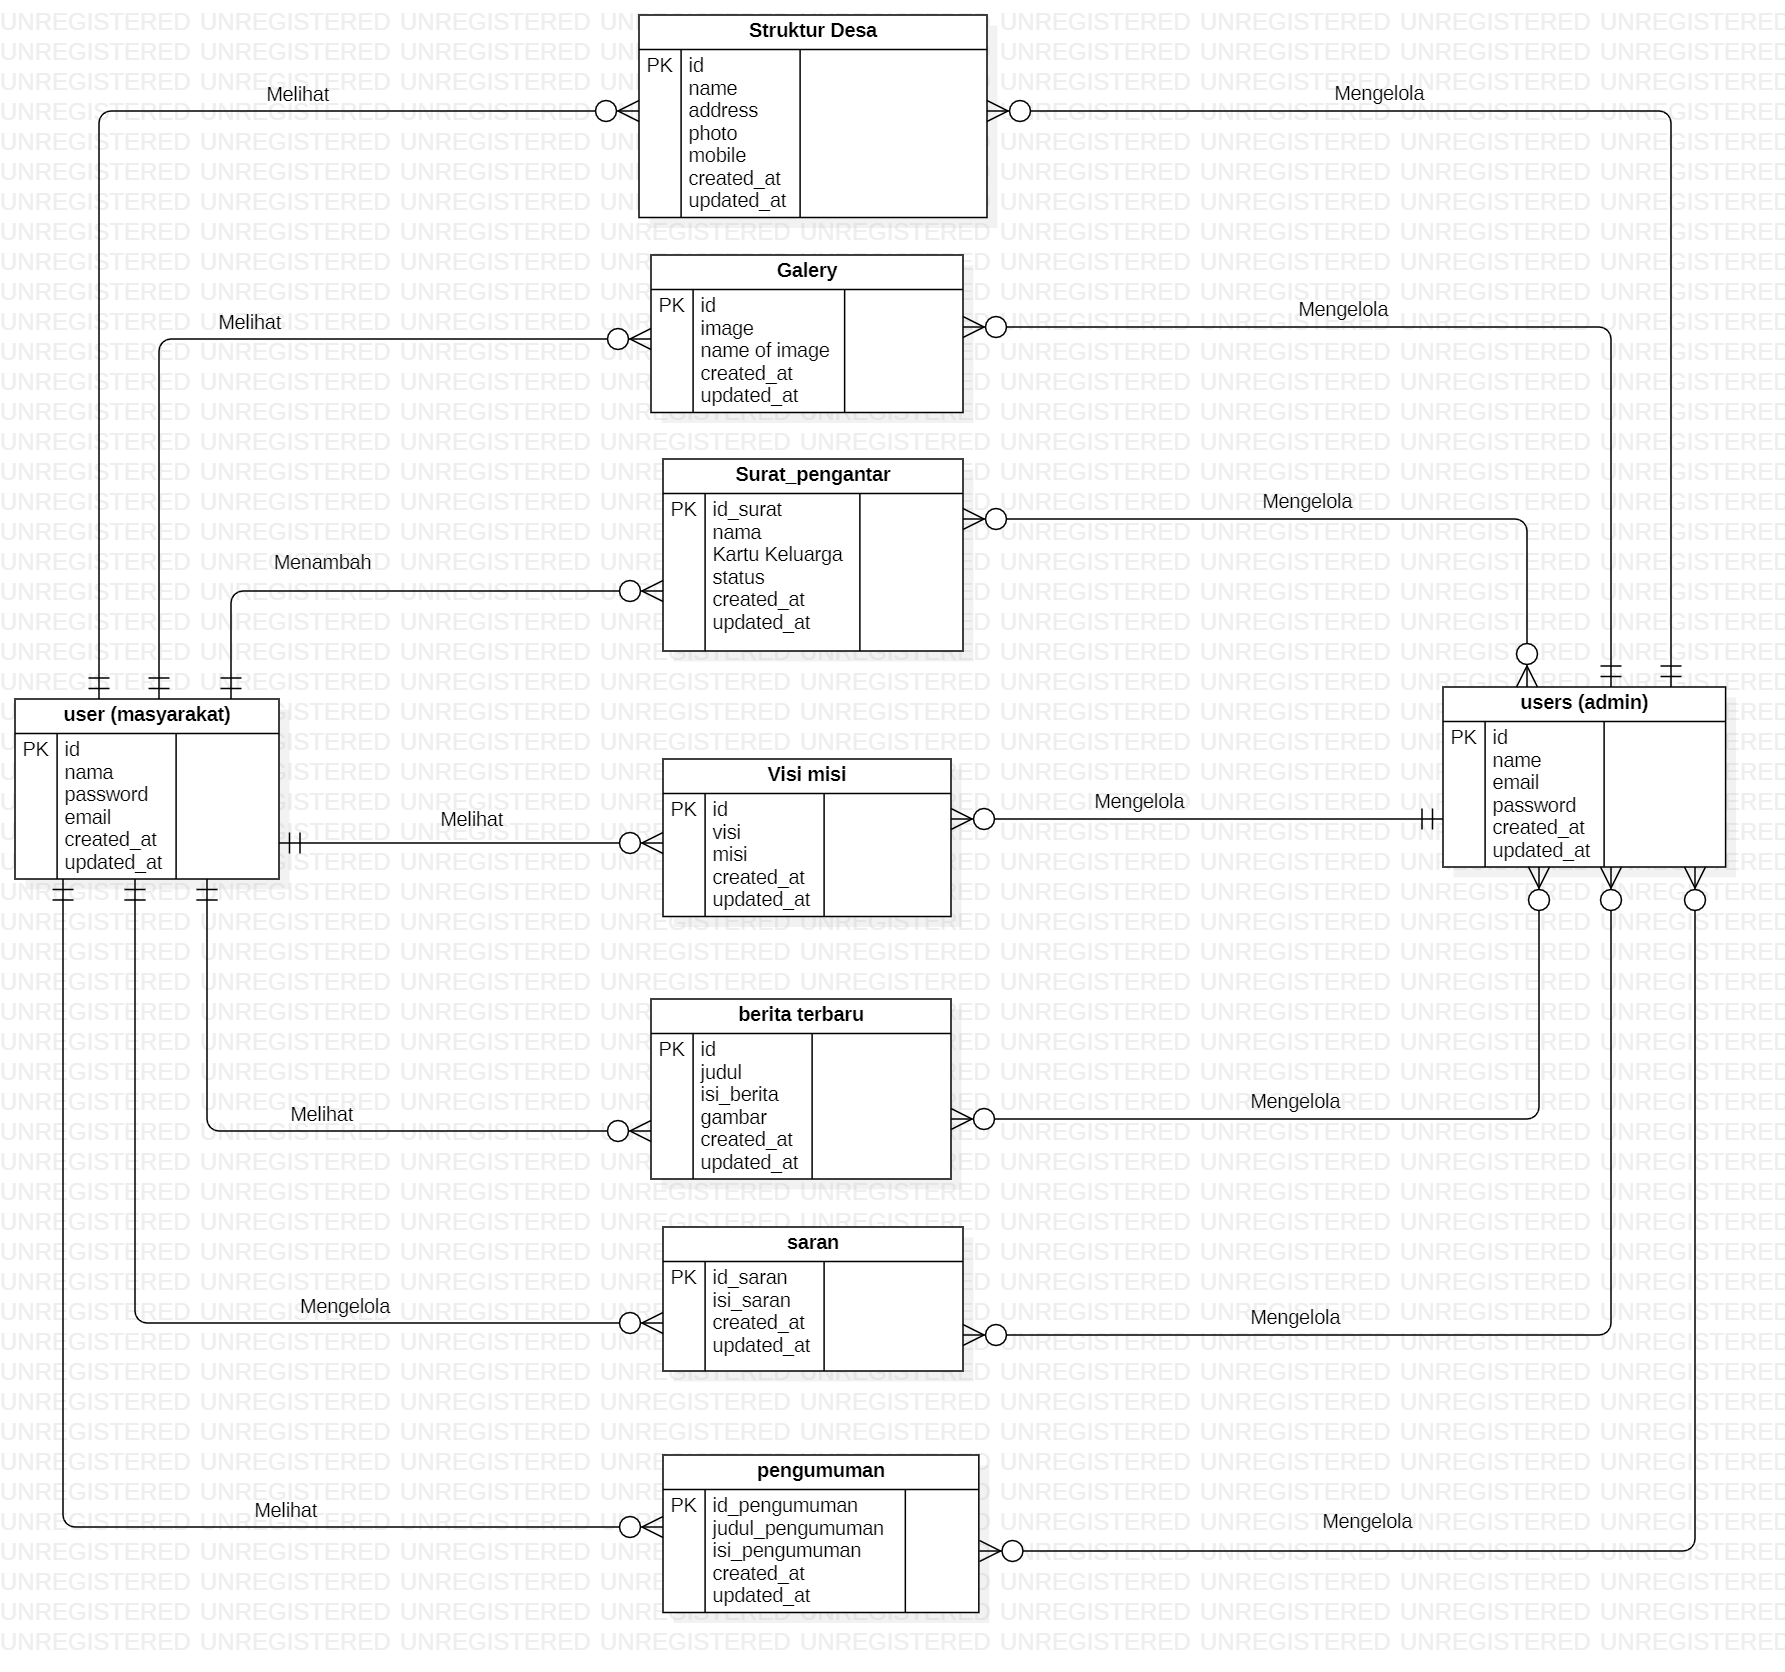 Struktur Desa
PK id
name
address
photo
mobile
created_at
updated_at
Melihat
Mengelola
Galery
PK id
image
name of image
created_at
updated_at
Melihat
Mengelola
Surat_pengantar
PK id_surat
nama
Kartu Keluarga
status
created_at
updated_at
Menambah
Mengelola
user (masyarakat)
PK id
nama
password
email
created_at
updated_at
users (admin)
PK id
name
email
password
created_at
updated_at
Visi misi
PK id
visi
misi
created_at
updated_at
Melihat
Mengelola
berita terbaru
PK id
judul
isi_berita
gambar
created_at
updated_at
Melihat
Mengelola
saran
PK id_saran
isi_saran
created_at
updated_at
Mengelola
Mengelola
pengumuman
PK id_pengumuman
judul_pengumuman
isi_pengumuman
created_at
updated_at
Melihat
Mengelola
UNREGISTERED